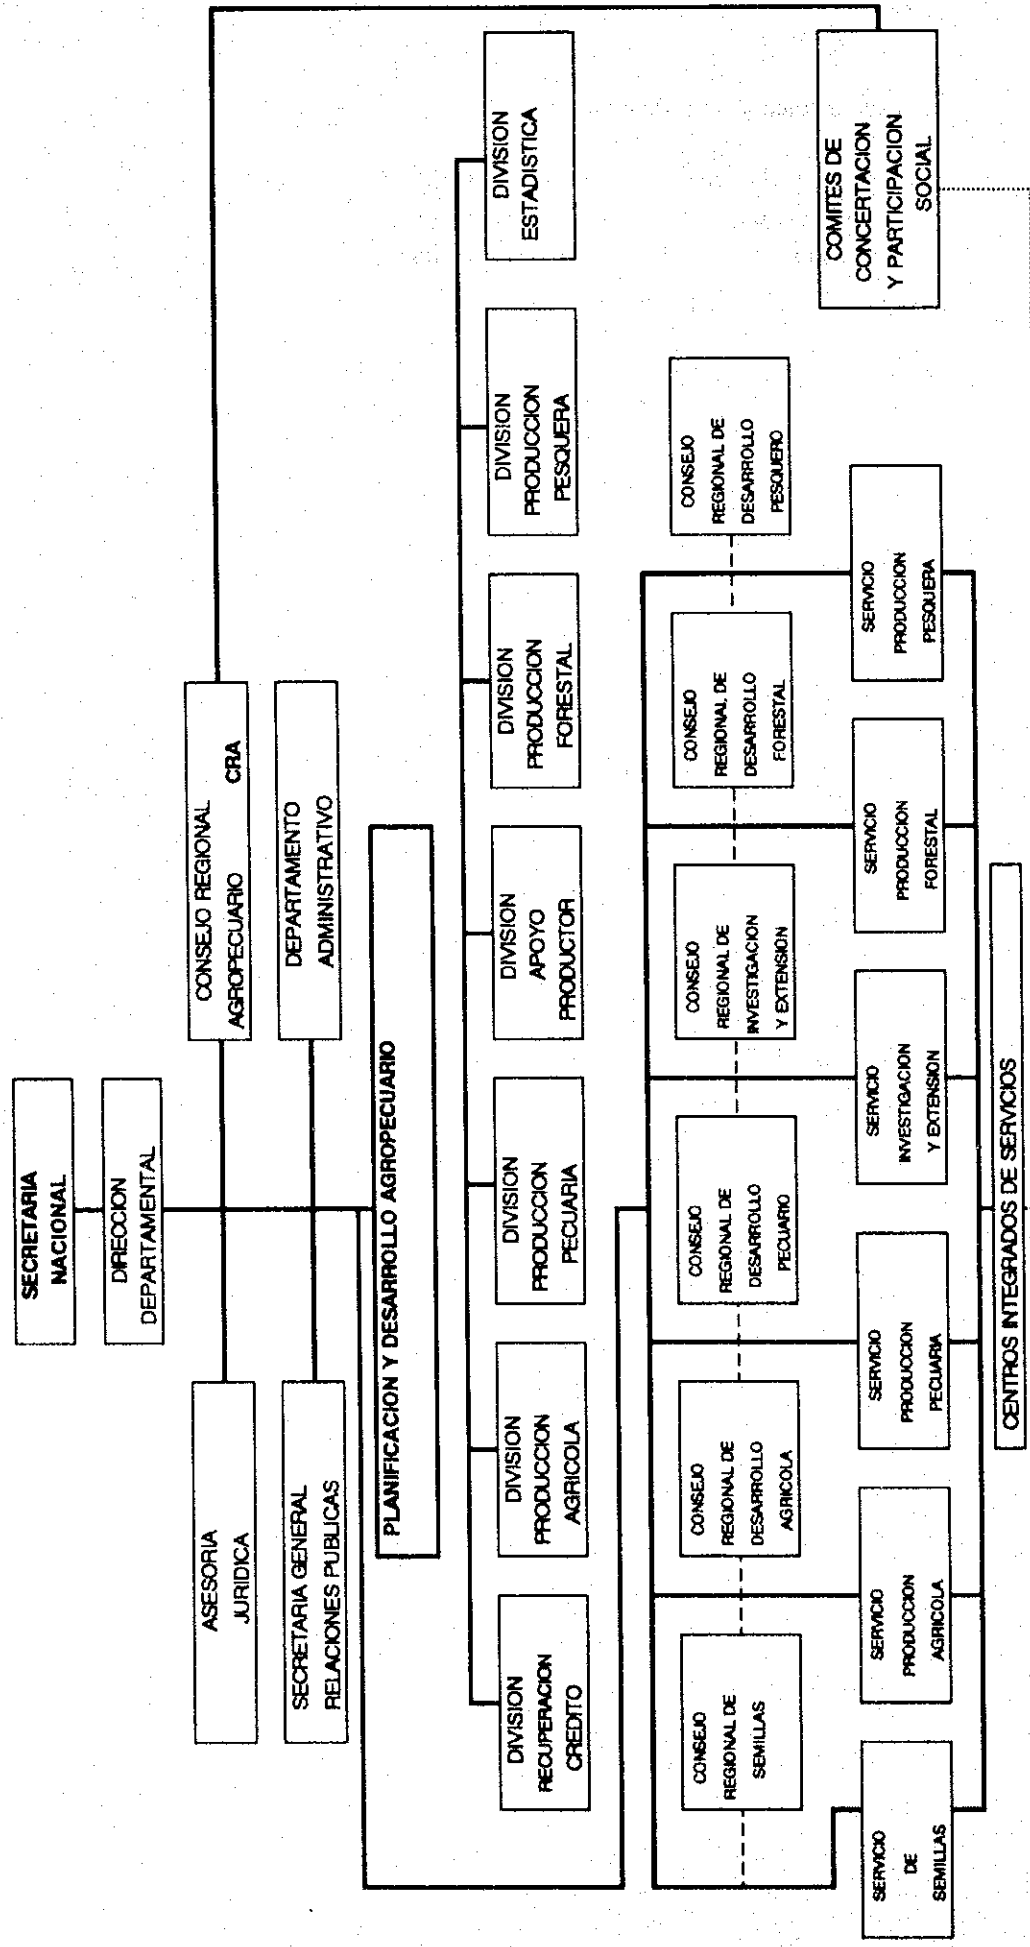 SECRETARIA
NACIONAL
DIRECCION
DEPARTAMENTAL
ASESORIA
JURIDICA
CONSEJO REGIONAL
AGROPECUARIO CRA
SECRETARIA GENERAL
RELACIONES PUBLICAS
DEPARTAMENTO
ADMINISTRATIVO
PLANIFICACION Y DESARROLLO AGROPECUARIO
DIVISION
RECUPERACION
CREDITO
DIVISION
PRODUCCION
AGRICOLA
DIVISION
PRODUCCION
PECUARIA
DIVISION
APOYO
PRODUCTOR
DIVISION
PRODUCCION
FORESTAL
DIVISION
PRODUCCION
PESQUERA
DIVISION
ESTADISTICA
CONSEJO
REGIONAL DE
SEMILLAS
CONSEJO
REGIONAL DE
DESARROLLO
AGRICOLA
CONSEJO
REGIONAL DE
DESARROLLO
PECUARIO
CONSEJO
REGIONAL DE
INVESTIGACION
Y EXTENSION
CONSEJO
REGIONAL DE
DESARROLLO
FORESTAL
CONSEJO
REGIONAL DE
DESARROLLO
PESQUERO
COMITES DE
CONCERTACION
Y PARTICIPACION
SOCIAL
SERVICIO
DE
SEMILLAS
SERVICIO
PRODUCCION
AGRICOLA
SERVICIO
PRODUCCION
PECUARIA
SERVICIO
INVESTIGACION
Y EXTENSION
SERVICIO
PRODUCCION
FORESTAL
SERVICIO
PRODUCCION
PESQUERA
CENTROS INTEGRADOS DE SERVICIOS